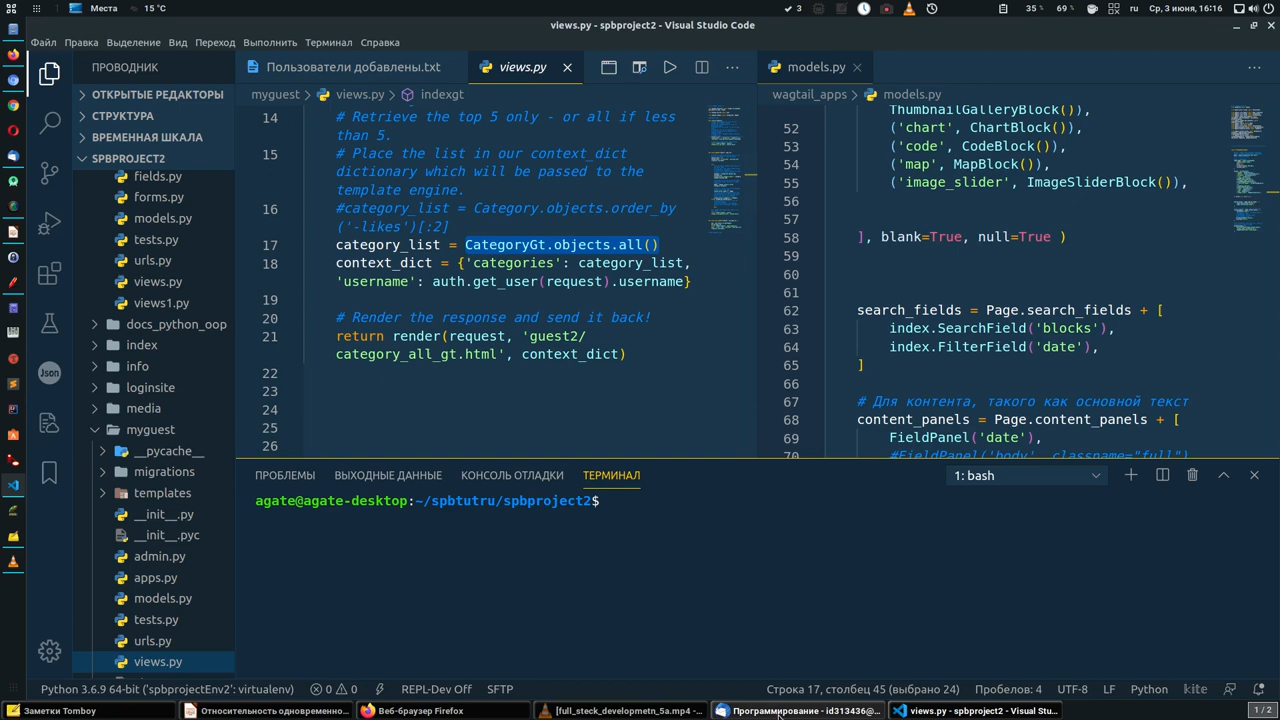 Места
15 °C
3
35 %
69 %
ru
Ср, 3 июня, 16:16
views.py - spbproject2 - Visual Studio Code
Файл Правка Выделение Вид Переход Выполнить Терминал Справка
ПРОВОДНИК
ОТКРЫТЫЕ РЕДАКТОРЫ
СТРУКТУРА
ВРЕМЕННАЯ ШКАЛА
SPBPROJECT2
fields.py
forms.py
models.py
tests.py
urls.py
views.py
views1.py
docs_python_oop
index
info
loginsite
media
myguest
__pycache__
migrations
templates
__init__.py
__init__.pyc
admin.py
apps.py
models.py
tests.py
urls.py
views.py
Json
Пользователи добавлены.txt
views.py
myguest > views.py > indexgt
14 # Retrieve the top 5 only - or all if less
than 5.
15 # Place the list in our context_dict
dictionary which will be passed to the
template engine.
16 #category_list = Category.objects.order_by
('-likes')[:2]
17 category_list = CategoryGt.objects.all()
18 context_dict = {'categories': category_list,
'username': auth.get_user(request).username}
19
20 # Render the response and send it back!
21 return render(request, 'guest2/
category_all_gt.html', context_dict)
22
23
24
25
26
models.py
wagtail_apps > models.py
ThumbnailGalleryBlock()),
52 ('chart', ChartBlock()),
53 ('code', CodeBlock()),
54 ('map', MapBlock()),
55 ('image_slider', ImageSliderBlock()),
56
57
58 ], blank=True, null=True )
59
60
61
62 search_fields = Page.search_fields + [
63 index.SearchField('blocks'),
64 index.FilterField('date'),
65 ]
66
67 # Для контента, такого как основной текст
68 content_panels = Page.content_panels + [
69 FieldPanel('date'),
70 #FieldPanel('body', classname="full")
ПРОБЛЕМЫ ВЫХОДНЫЕ ДАННЫЕ КОНСОЛЬ ОТЛАДКИ ТЕРМИНАЛ
1: bash
agate@agate-desktop:~/spbtutru/spbproject2$
Python 3.6.9 64-bit ('spbprojectEnv2': virtualenv) 0 0 REPL-Dev Off SFTP
Строка 17, столбец 45 (выбрано 24) Пробелов: 4 UTF-8 LF Python kite
Заметки Tomboy
Относительность одновременно...
Веб-браузер Firefox
[full_steck_developmetn_5a.mp4 - ...
Программирование - id313436@...
views.py - spbproject2 - Visual Stu...
1 / 2